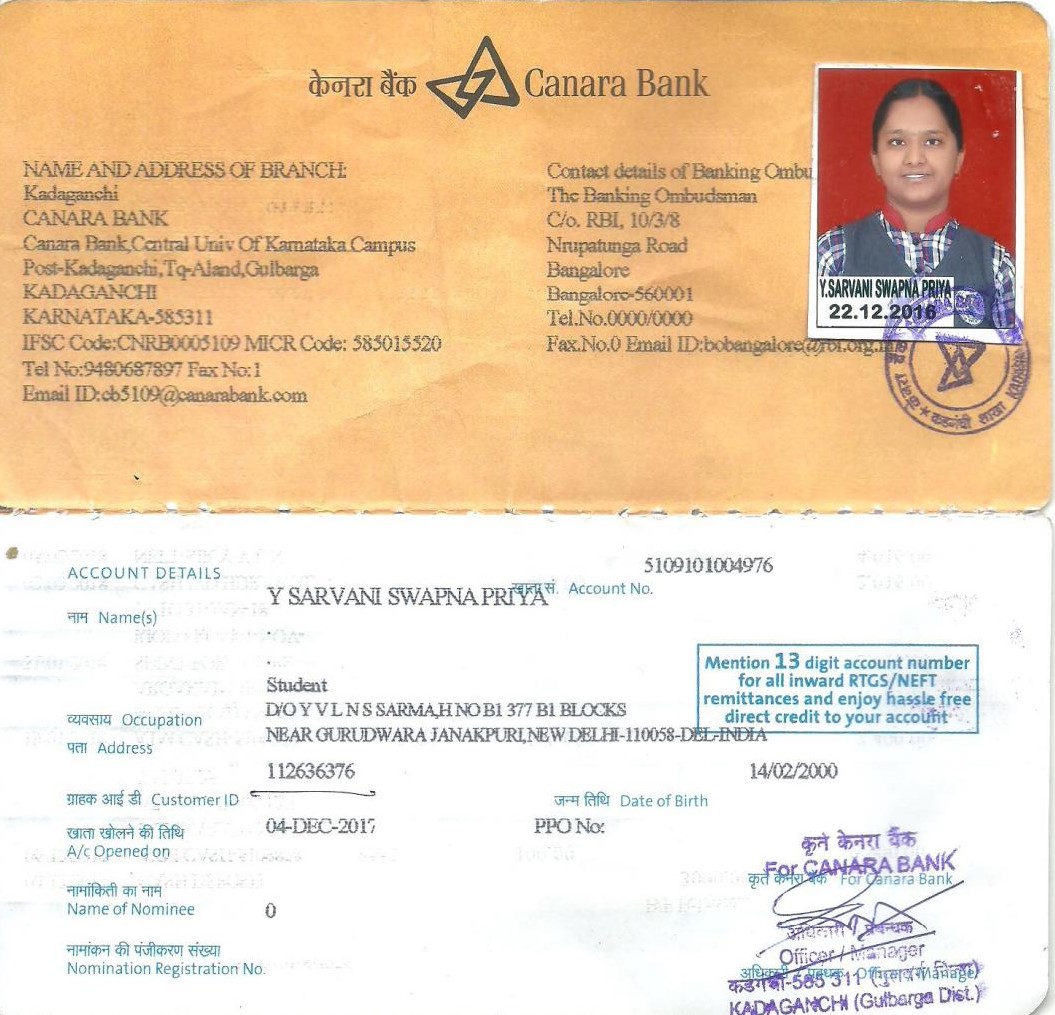 केनरा बैंक Canara Bank
NAME AND ADDRESS OF BRANCH:
Kadaganchi
CANARA BANK
Canara Bank,Central Univ Of Karnataka Campus
Post-Kadaganchi,Tq-Aland,Gulbarga
KADAGANCHI
KARNATAKA-585311
IFSC Code:CNRB0005109 MICR Code: 585015520
Tel No:9480687897 Fax No:1
Email ID:cb5109@canarabank.com
Contact details of Banking Ombu
The Banking Ombudsman
C/o. RBI, 10/3/8
Nrupatunga Road
Bangalore
Bangalore-560001
Tel.No.0000/0000
Fax.No.0 Email ID:bobangalore@rbi.org.in
Y.SARVANI SWAPNA PRIYA
22.12.2016
कडगंची शाखा KADAG
ACCOUNT DETAILS
5109101004976
खाता सं. Account No.
Y SARVANI SWAPNA PRIYA
नाम Name(s)
Mention 13 digit account number
for all inward RTGS/NEFT
remittances and enjoy hassle free
direct credit to your account
Student
व्यवसाय Occupation
D/O Y V L N S SARMA,H NO B1 377 B1 BLOCKS
NEAR GURUDWARA JANAKPURI,NEW DELHI-110058-DEL-INDIA
पता Address
112636376
14/02/2000
ग्राहक आई डी Customer ID
जन्म तिथि Date of Birth
04-DEC-2017
PPO No:
खाता खोलने की तिथि
A/c Opened on
कृते केनरा बैंक
For CANARA BANK
कृते केनरा बैंक For Canara Bank
नामांकिती का नाम
Name of Nominee
0
अधिकारी / प्रबन्धक
Officer / Manager
नामांकन की पंजीकरण संख्या
Nomination Registration No.
कडगंची-585 311
KADAGANCHI (Gulbarga Dist.)